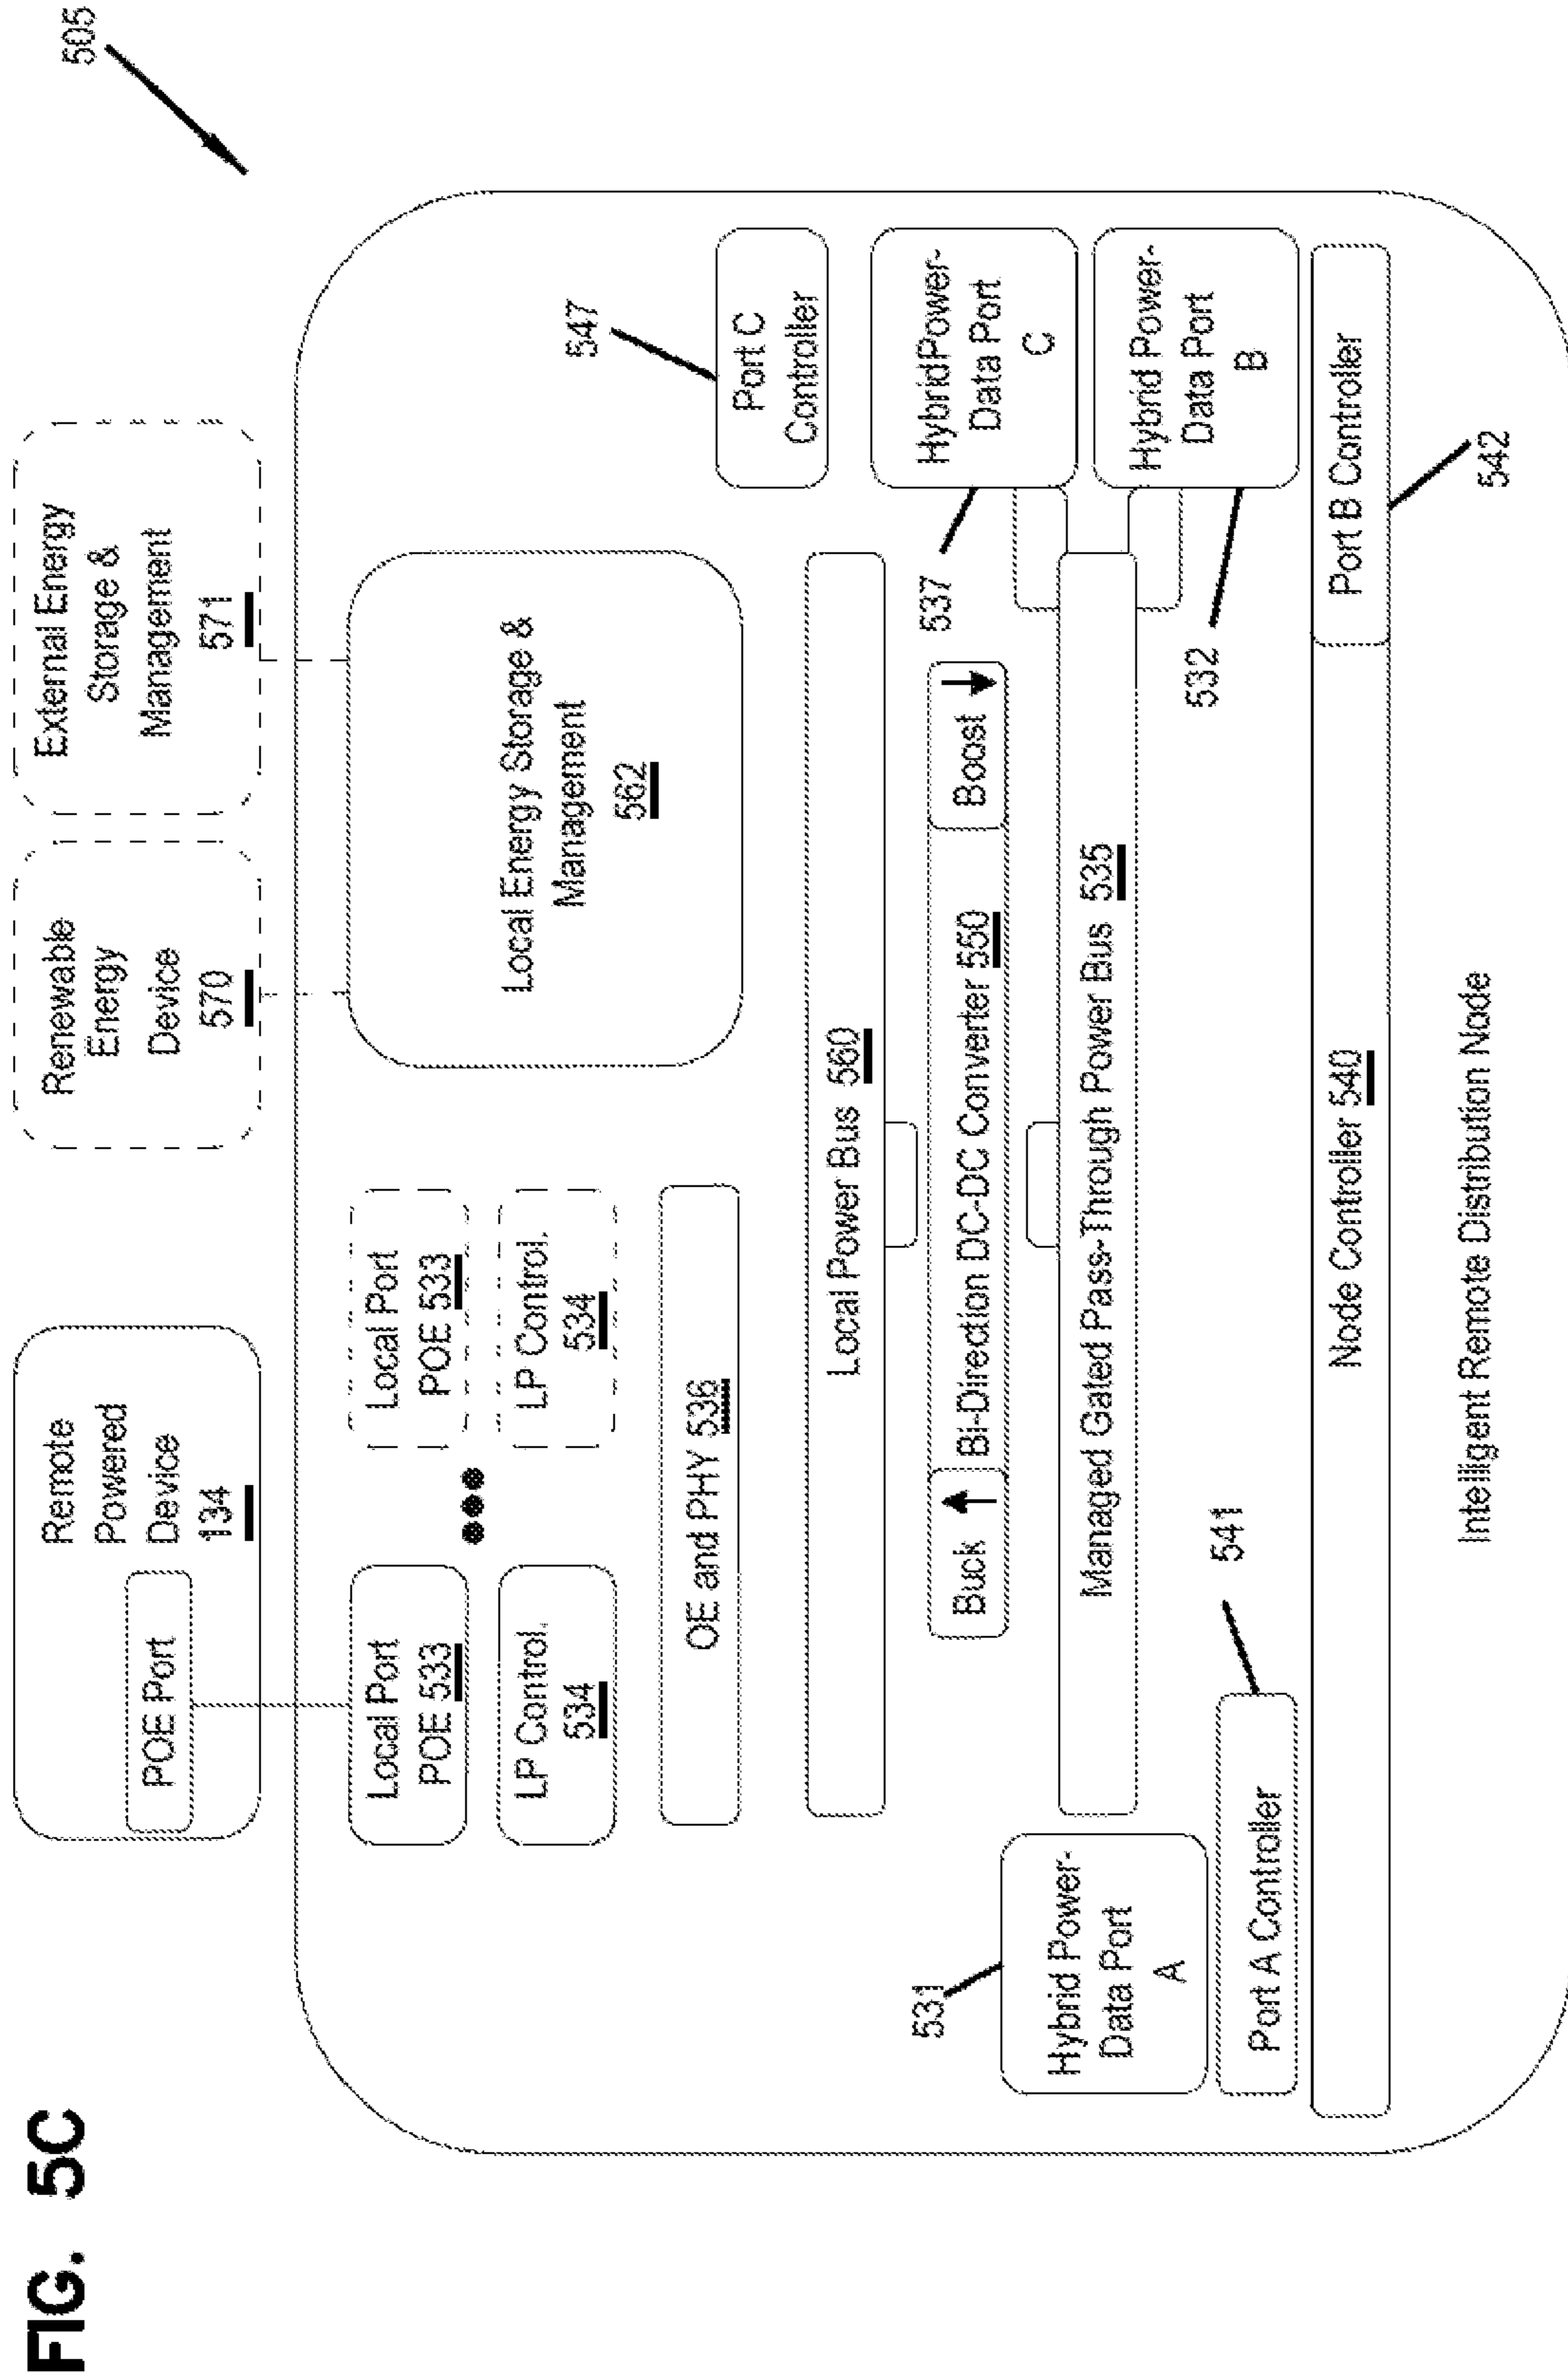 FIG. 5C
505
Remote
Powered
Device
134
POE Port
Renewable
Energy
Device
570
External Energy
Storage &
Management
571
Local Port
POE 533
Local Port
POE 533
LP Control.
534
LP Control.
534
OE and PHY 536
Local Energy Storage &
Management
562
547
Port C
Controller
Local Power Bus 560
Buck
Bi-Direction DC-DC Converter 550
Boost
Managed Gated Pass-Through Power Bus 535
531
Hybrid Power-
Data Port
A
537
HybridPower-
Data Port
C
532
Hybrid Power-
Data Port
B
541
Port A Controller
Node Controller 540
Port B Controller
542
Intelligent Remote Distribution Node